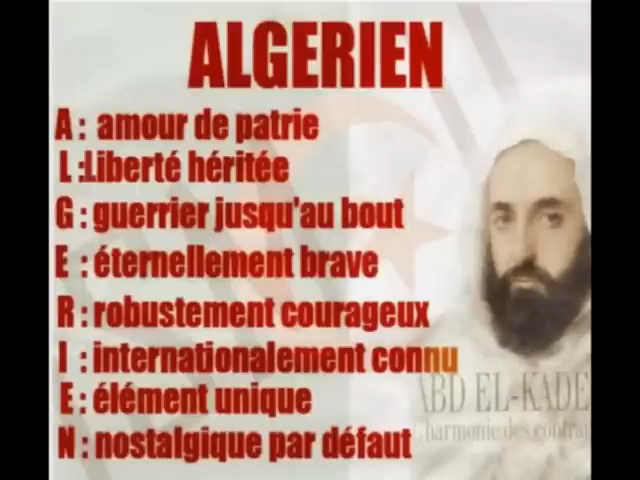 ALGERIEN
A : amour de patrie
L :Liberté héritée
G : guerrier jusqu'au bout
E : éternellement brave
R : robustement courageux
I : internationalement connu
E : élément unique
N : nostalgique par défaut
ABD EL-KADE
harmonie des contra